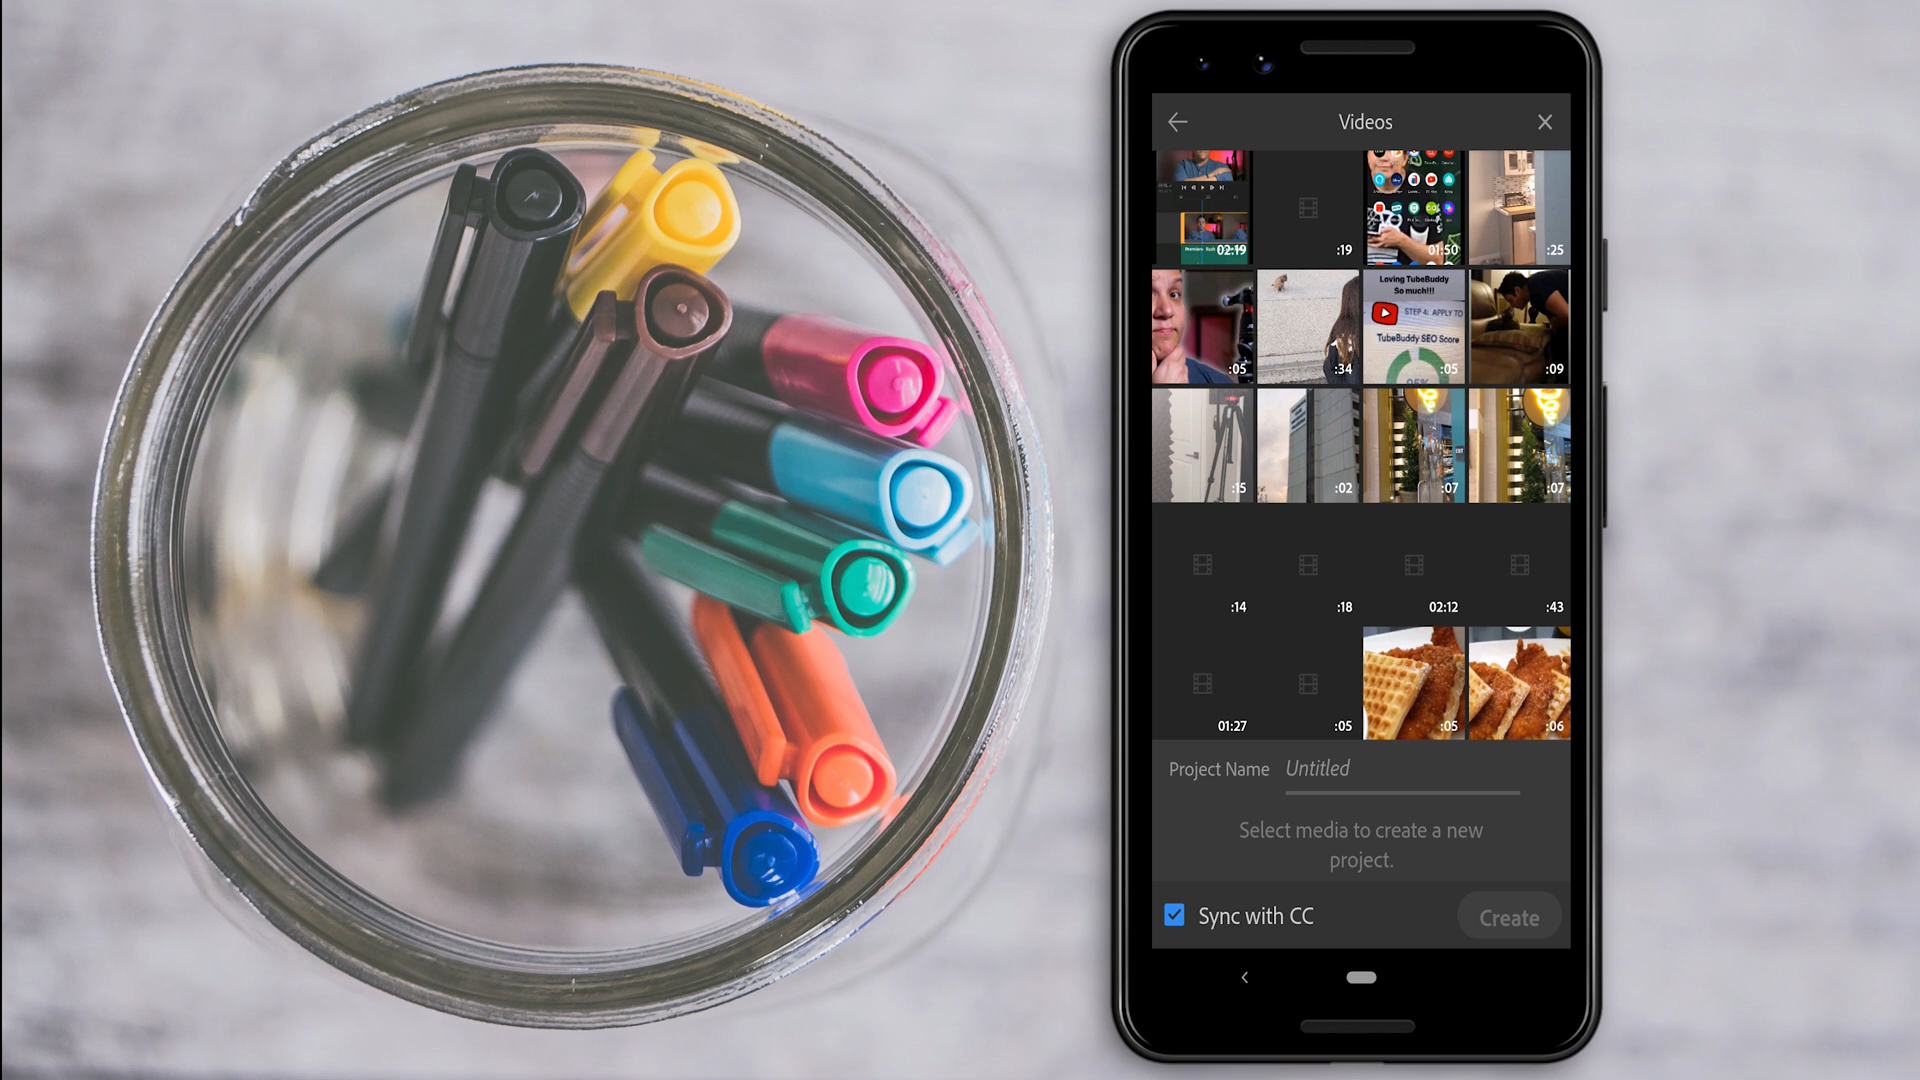 Videos
Premiere Rush
02:19
:19
01:50
:25
Loving TubeBuddy
So much!!!
STEP 4: APPLY TO
TubeBuddy SEO Score
:05
:34
:05
:09
:15
:02
:07
:07
:14
:18
02:12
:43
01:27
:05
:05
:06
Project Name Untitled
Select media to create a new
project.
Sync with CC
Create